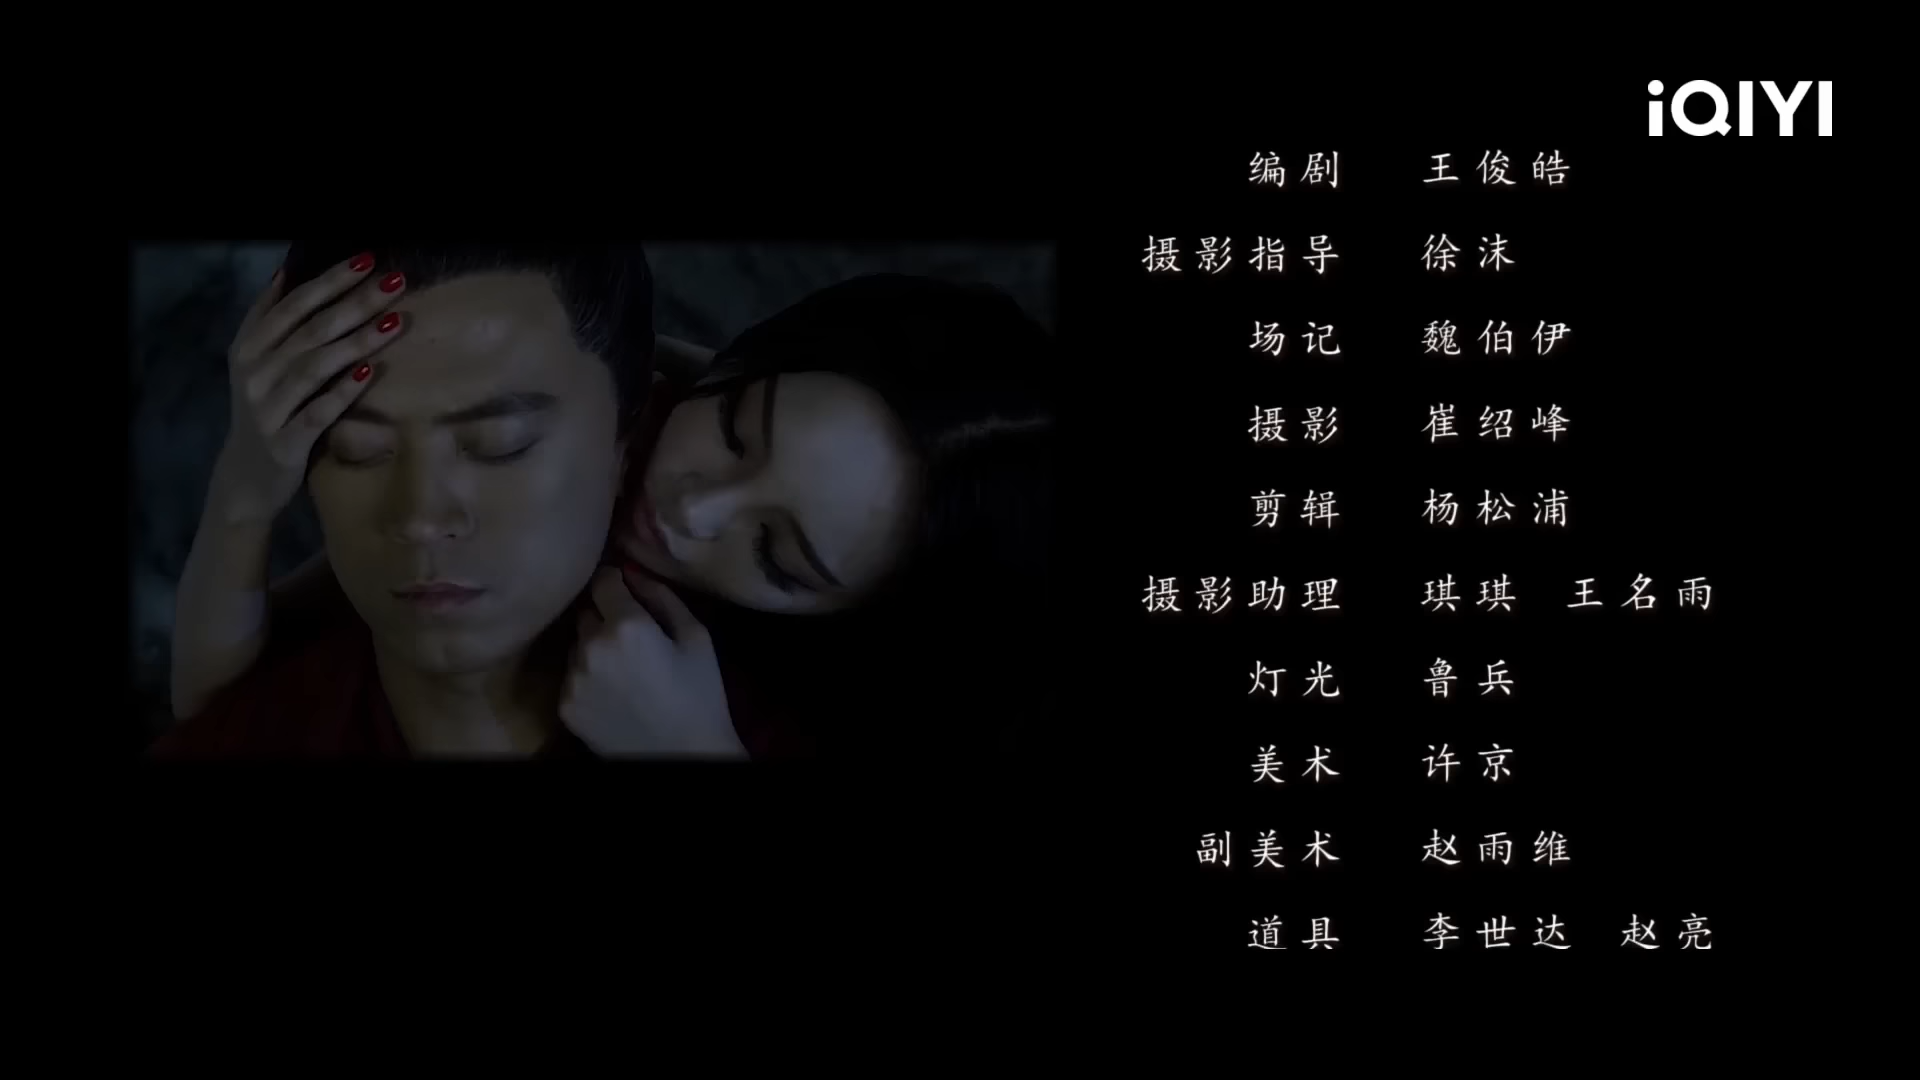 iQIYI
编剧 王俊皓
摄影指导 徐沫
场记 魏伯伊
摄影 崔绍峰
剪辑 杨松浦
摄影助理 琪琪 王名雨
灯光 鲁兵
美术 许京
副美术 赵雨维
道具 李世达 赵亮